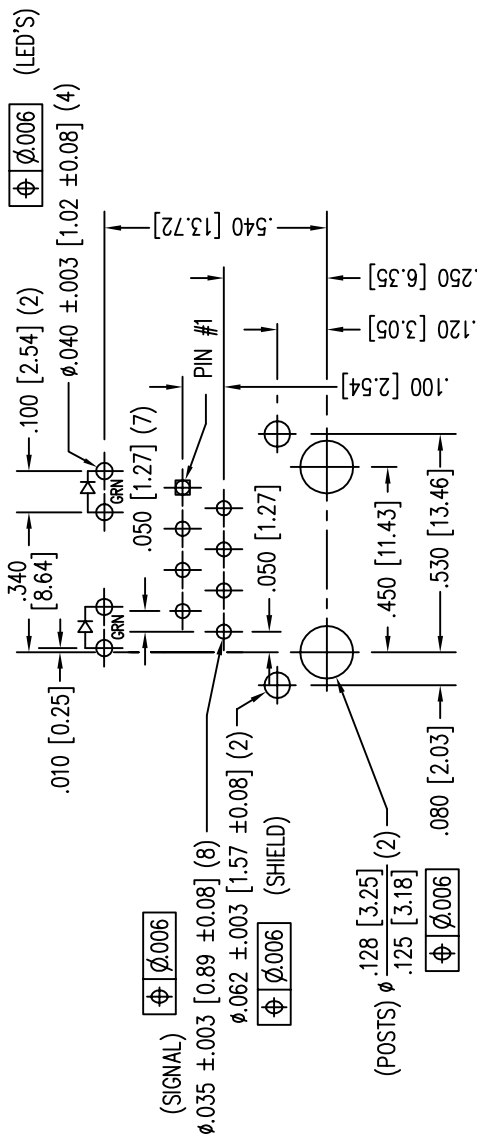 (LED'S)
⌖ Ø.006
Ø.040 ±.003 [1.02 ±0.08] (4)
.100 [2.54] (2)
.340
[8.64]
.010 [0.25]
GRN
GRN
.050 [1.27] (7)
PIN #1
.540 [13.72]
.250 [6.35]
.120 [3.05]
.100 [2.54]
.050 [1.27]
.450 [11.43]
.530 [13.46]
.080 [2.03]
⌖ Ø.006
(SIGNAL)
Ø.035 ±.003 [0.89 ±0.08] (8)
Ø.062 ±.003 [1.57 ±0.08] (2)
⌖ Ø.006
(SHIELD)
(POSTS) Ø .128 [3.25] (2)
.125 [3.18]
⌖ Ø.006